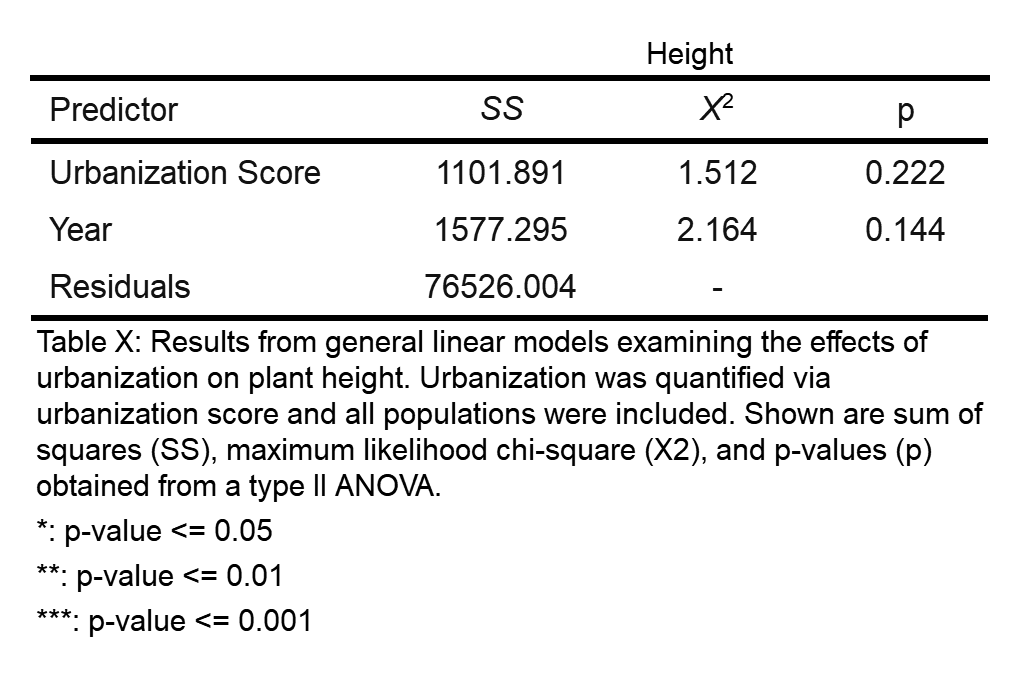 Height
Predictor SS X² p
Urbanization Score 1101.891 1.512 0.222
Year 1577.295 2.164 0.144
Residuals 76526.004 -
Table X: Results from general linear models examining the effects of
urbanization on plant height. Urbanization was quantified via
urbanization score and all populations were included. Shown are sum of
squares (SS), maximum likelihood chi-square (X2), and p-values (p)
obtained from a type II ANOVA.
*: p-value <= 0.05
**: p-value <= 0.01
***: p-value <= 0.001